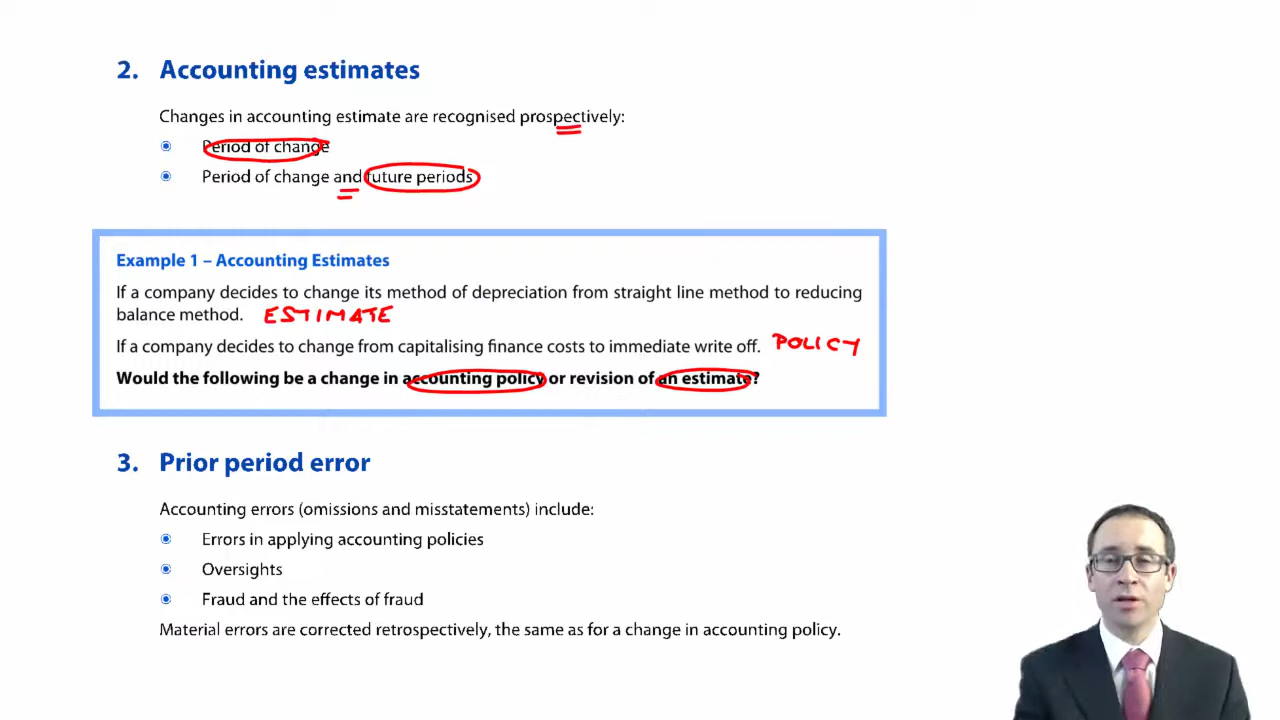 2. Accounting estimates
Changes in accounting estimate are recognised prospectively:
Period of change
Period of change and future periods
Example 1 – Accounting Estimates
If a company decides to change its method of depreciation from straight line method to reducing
balance method. ESTIMATE
If a company decides to change from capitalising finance costs to immediate write off. POLICY
Would the following be a change in accounting policy or revision of an estimate?
3. Prior period error
Accounting errors (omissions and misstatements) include:
Errors in applying accounting policies
Oversights
Fraud and the effects of fraud
Material errors are corrected retrospectively, the same as for a change in accounting policy.